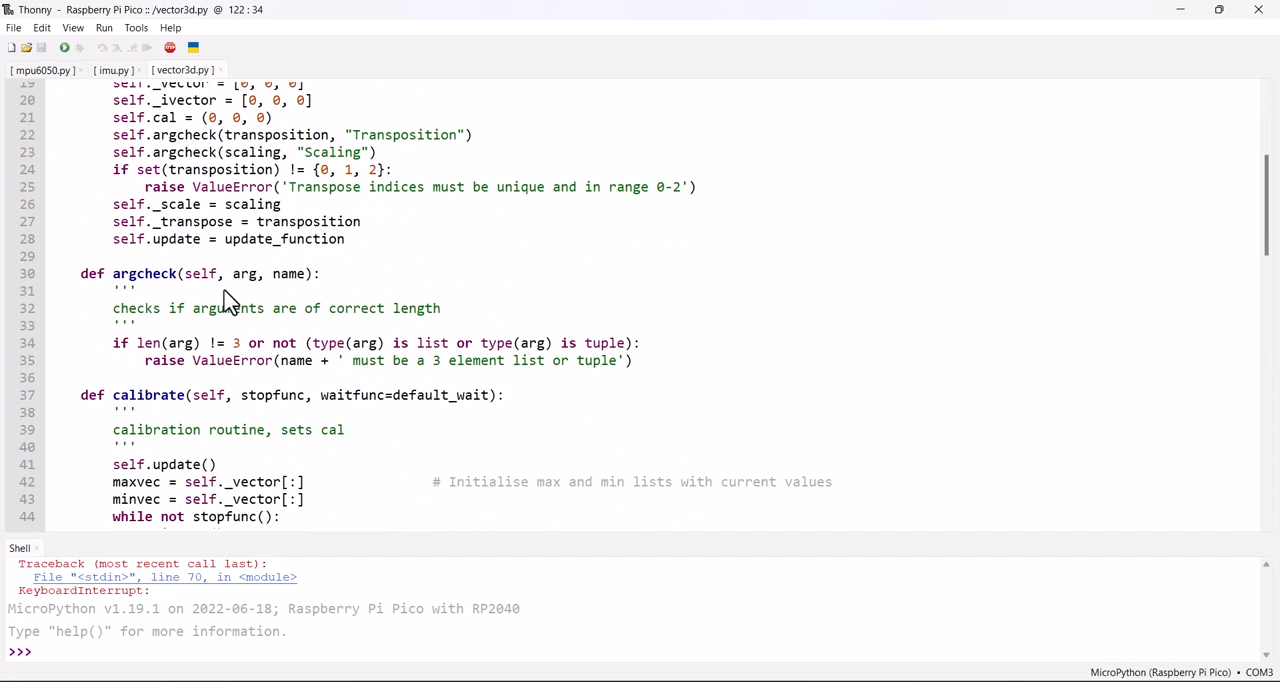 Thonny - Raspberry Pi Pico :: /vector3d.py @ 122 : 34
File Edit View Run Tools Help
[ mpu6050.py ] × [ imu.py ] × [ vector3d.py ] ×
19 self._vector = [0, 0, 0]
20 self._ivector = [0, 0, 0]
21 self.cal = (0, 0, 0)
22 self.argcheck(transposition, "Transposition")
23 self.argcheck(scaling, "Scaling")
24 if set(transposition) != {0, 1, 2}:
25 raise ValueError('Transpose indices must be unique and in range 0-2')
26 self._scale = scaling
27 self._transpose = transposition
28 self.update = update_function
29
30 def argcheck(self, arg, name):
31 '''
32 checks if arguments are of correct length
33 '''
34 if len(arg) != 3 or not (type(arg) is list or type(arg) is tuple):
35 raise ValueError(name + ' must be a 3 element list or tuple')
36
37 def calibrate(self, stopfunc, waitfunc=default_wait):
38 '''
39 calibration routine, sets cal
40 '''
41 self.update()
42 maxvec = self._vector[:] # Initialise max and min lists with current values
43 minvec = self._vector[:]
44 while not stopfunc():
Shell ×
Traceback (most recent call last):
File "<stdin>", line 70, in <module>
KeyboardInterrupt:
MicroPython v1.19.1 on 2022-06-18; Raspberry Pi Pico with RP2040
Type "help()" for more information.
>>>
MicroPython (Raspberry Pi Pico) • COM3